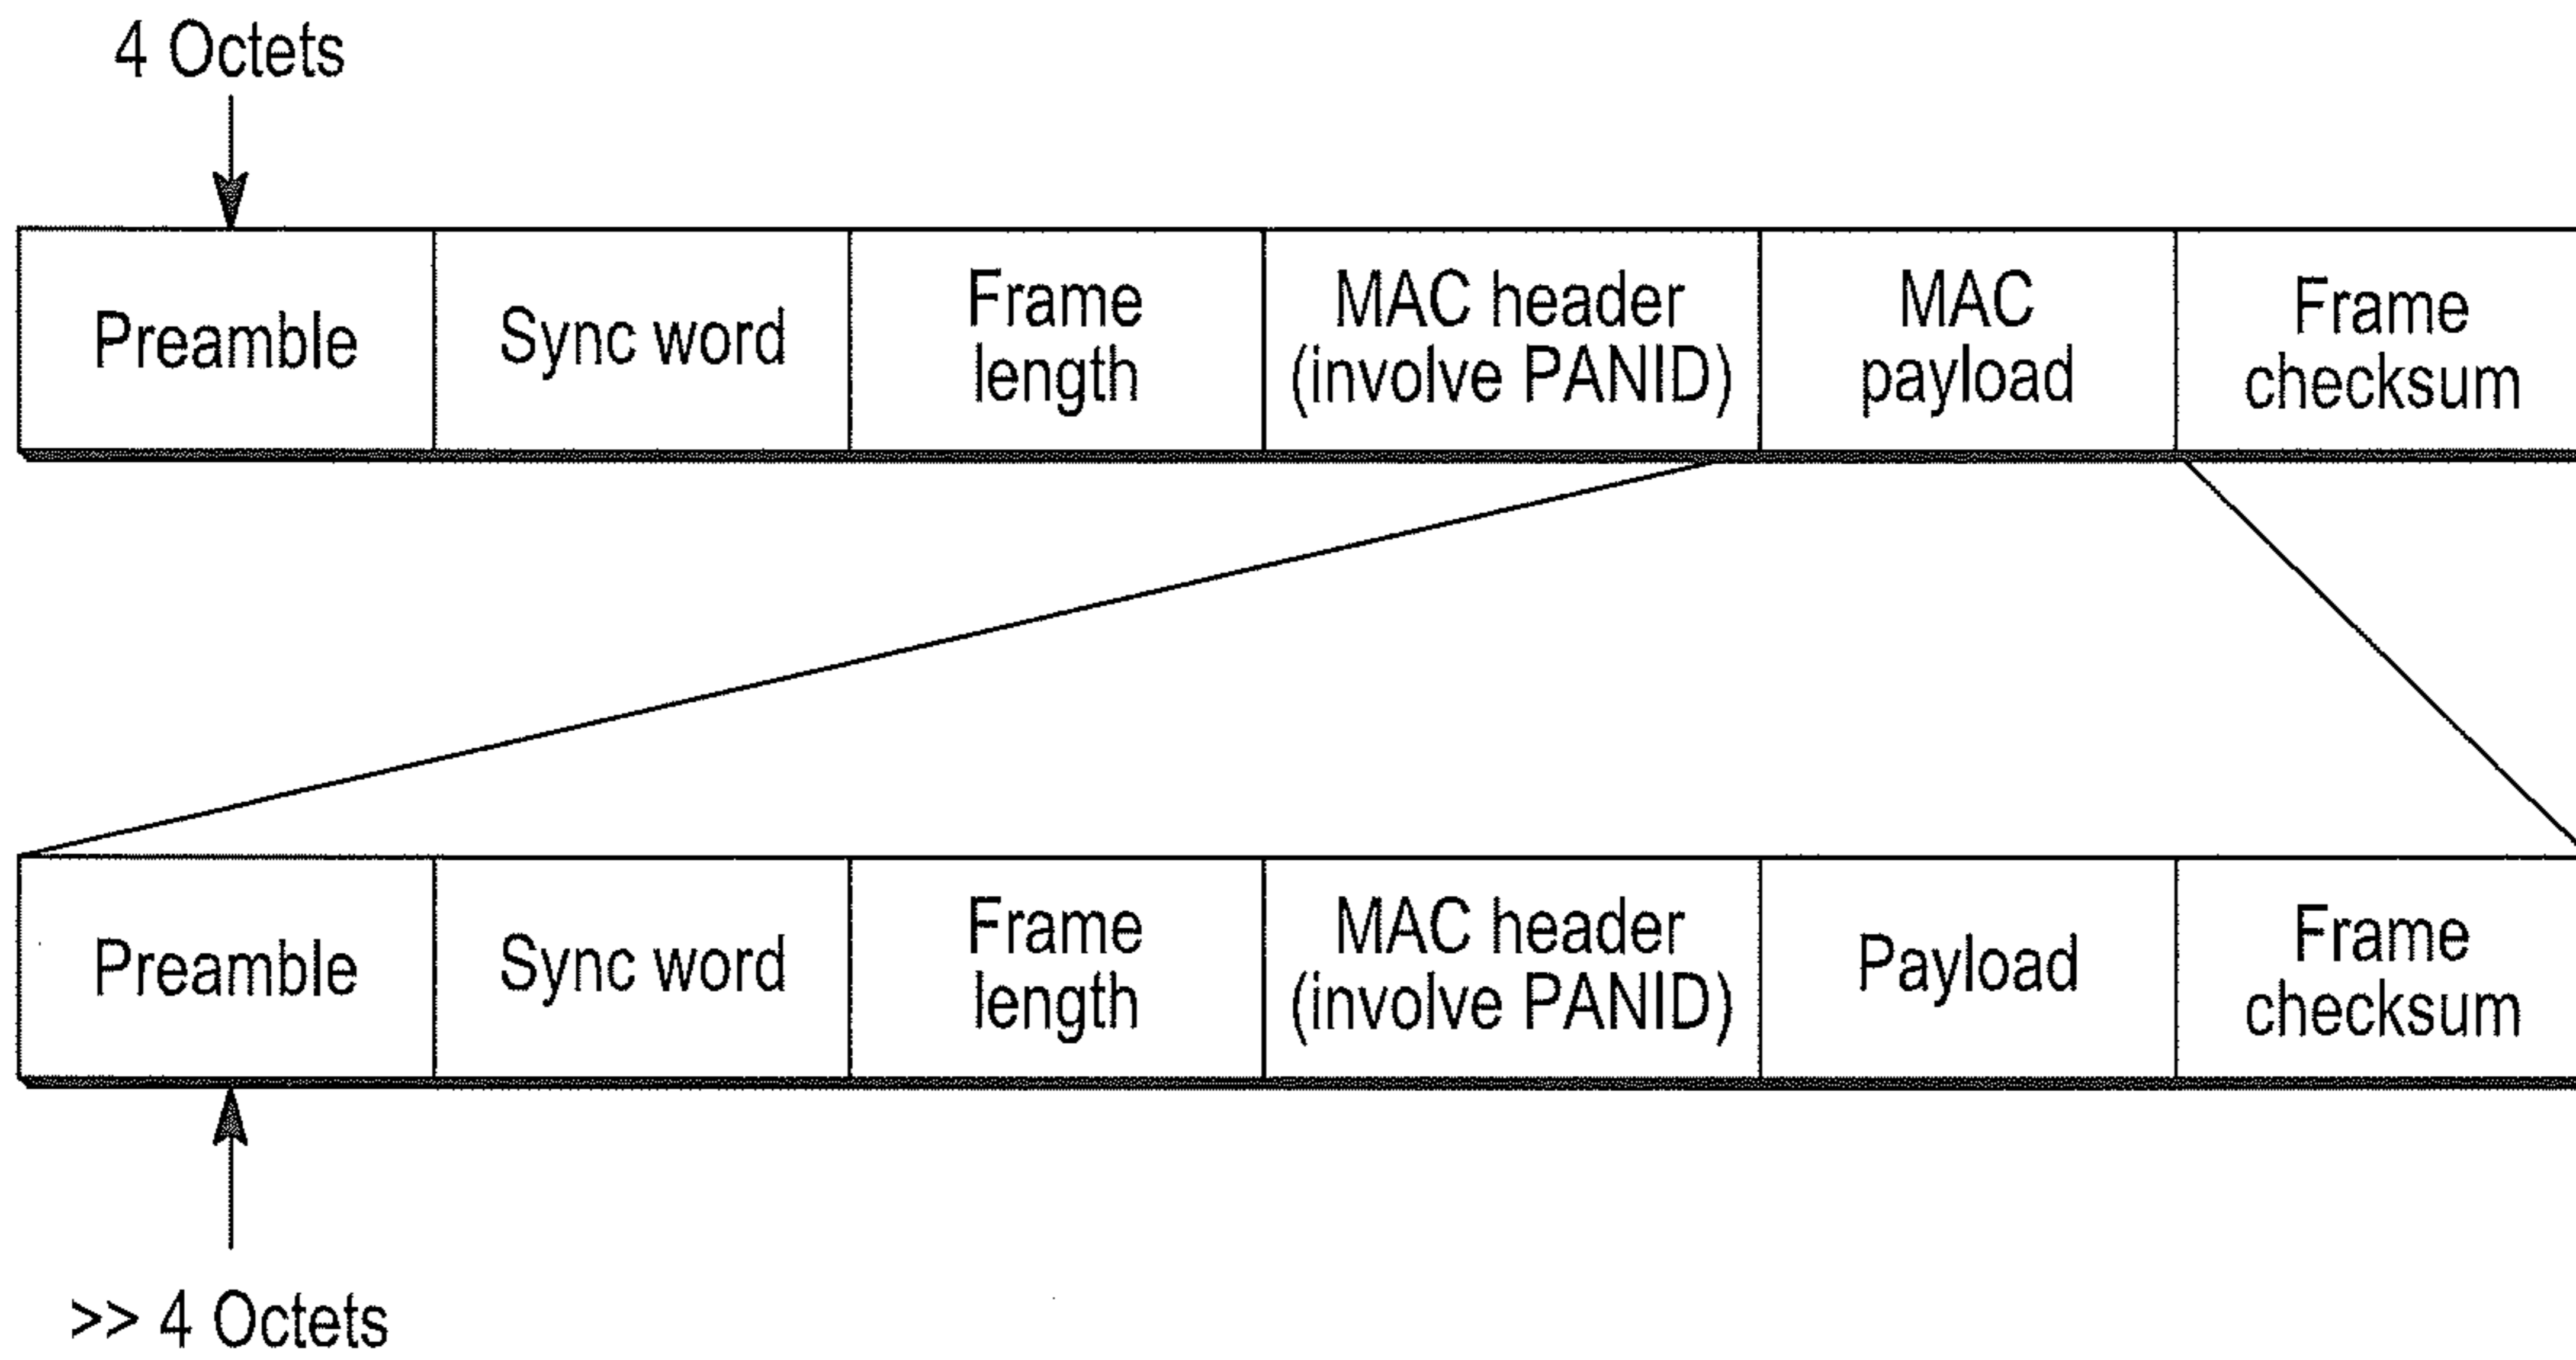 4 Octets
Preamble
Sync word
Frame
length
MAC header
(involve PANID)
MAC
payload
Frame
checksum
Preamble
Sync word
Frame
length
MAC header
(involve PANID)
Payload
Frame
checksum
>> 4 Octets